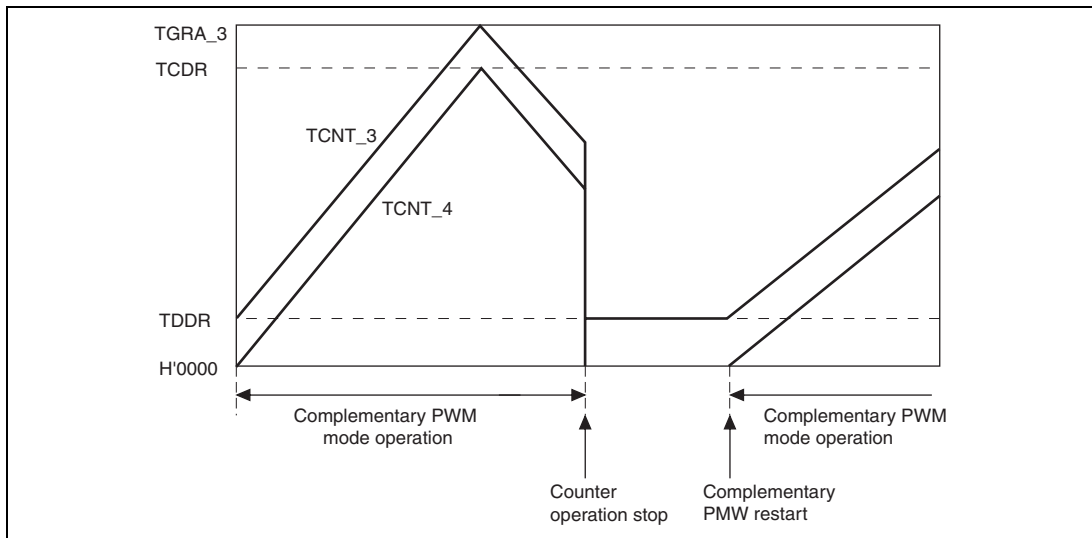 TGRA_3
TCDR
TCNT_3
TCNT_4
TDDR
H'0000
Complementary PWM
mode operation
Complementary PWM
mode operation
Counter
operation stop
Complementary
PMW restart